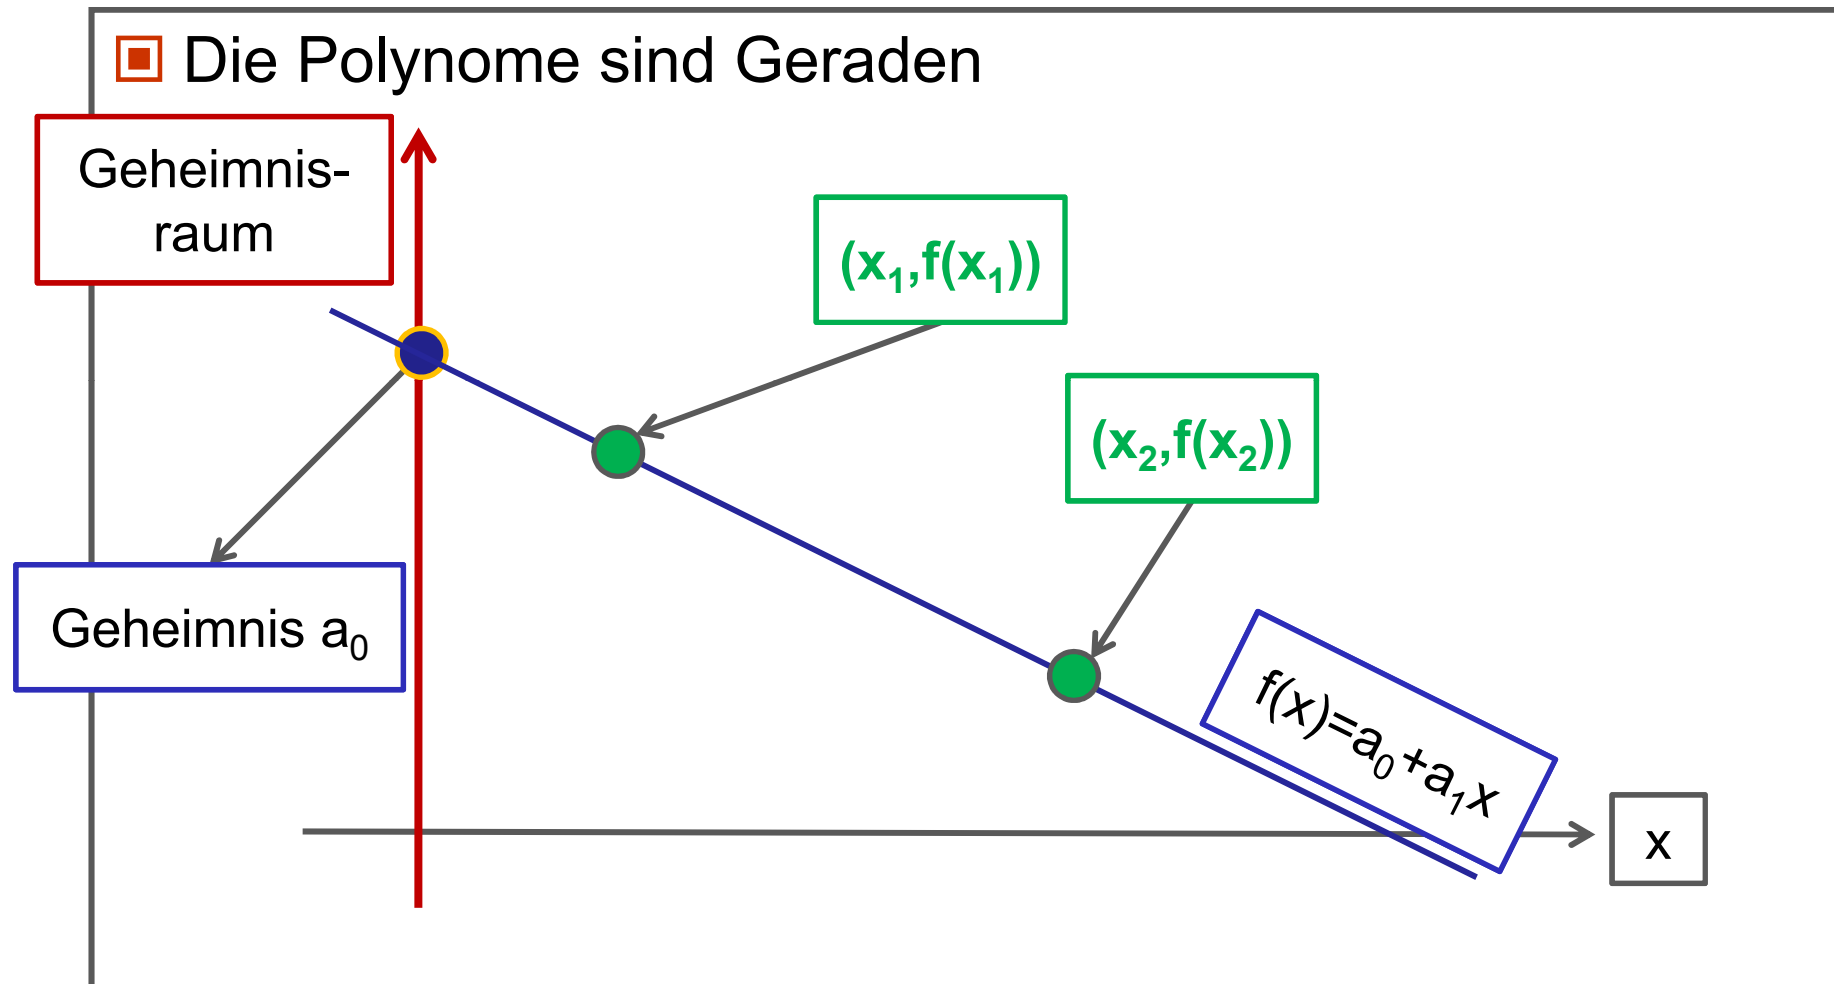 Die Polynome sind Geraden
Geheimnis-
raum
(x₁,f(x₁))
(x₂,f(x₂))
Geheimnis a₀
f(x)=a₀+a₁x
x